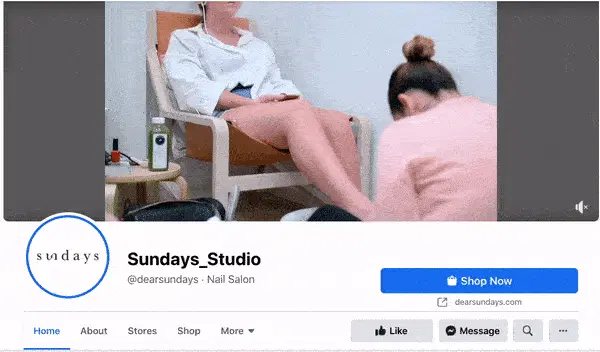 sundays
Sundays_Studio
@dearsundays · Nail Salon
Shop Now
dearsundays.com
Home About Stores Shop More
Like Message